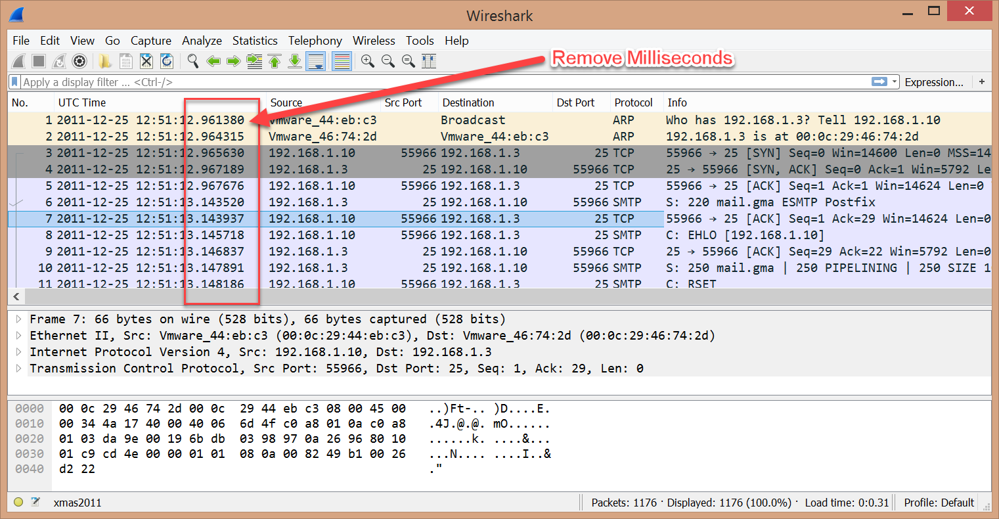 Wireshark
File Edit View Go Capture Analyze Statistics Telephony Wireless Tools Help
Remove Milliseconds
Apply a display filter ... <Ctrl-/> Expression... +
No. UTC Time Source Src Port Destination Dst Port Protocol Info
1 2011-12-25 12:51:12.961380 Vmware_44:eb:c3 Broadcast ARP Who has 192.168.1.3? Tell 192.168.1.10
2 2011-12-25 12:51:12.964315 Vmware_46:74:2d Vmware_44:eb:c3 ARP 192.168.1.3 is at 00:0c:29:46:74:2d
3 2011-12-25 12:51:12.965630 192.168.1.10 55966 192.168.1.3 25 TCP 55966 → 25 [SYN] Seq=0 Win=14600 Len=0 MSS=14
4 2011-12-25 12:51:12.967189 192.168.1.3 25 192.168.1.10 55966 TCP 25 → 55966 [SYN, ACK] Seq=0 Ack=1 Win=5792 Le
5 2011-12-25 12:51:12.967676 192.168.1.10 55966 192.168.1.3 25 TCP 55966 → 25 [ACK] Seq=1 Ack=1 Win=14624 Len=0
6 2011-12-25 12:51:13.143520 192.168.1.3 25 192.168.1.10 55966 SMTP S: 220 mail.gma ESMTP Postfix
7 2011-12-25 12:51:13.143937 192.168.1.10 55966 192.168.1.3 25 TCP 55966 → 25 [ACK] Seq=1 Ack=29 Win=14624 Len=0
8 2011-12-25 12:51:13.145718 192.168.1.10 55966 192.168.1.3 25 SMTP C: EHLO [192.168.1.10]
9 2011-12-25 12:51:13.146837 192.168.1.3 25 192.168.1.10 55966 TCP 25 → 55966 [ACK] Seq=29 Ack=22 Win=5792 Len=0
10 2011-12-25 12:51:13.147891 192.168.1.3 25 192.168.1.10 55966 SMTP S: 250 mail.gma | 250 PIPELINING | 250 SIZE 1
11 2011-12-25 12:51:13.148186 192.168.1.10 55966 192.168.1.3 25 SMTP C: RSET
Frame 7: 66 bytes on wire (528 bits), 66 bytes captured (528 bits)
Ethernet II, Src: Vmware_44:eb:c3 (00:0c:29:44:eb:c3), Dst: Vmware_46:74:2d (00:0c:29:46:74:2d)
Internet Protocol Version 4, Src: 192.168.1.10, Dst: 192.168.1.3
Transmission Control Protocol, Src Port: 55966, Dst Port: 25, Seq: 1, Ack: 29, Len: 0
0000 00 0c 29 46 74 2d 00 0c 29 44 eb c3 08 00 45 00 ..)Ft-.. )D....E.
0010 00 34 4a 17 40 00 40 06 6d 4f c0 a8 01 0a c0 a8 .4J.@.@. mO......
0020 01 03 da 9e 00 19 6b db 03 98 97 0a 26 96 80 10 ......k. ....&...
0030 01 c9 cd 4e 00 00 01 01 08 0a 00 82 49 b1 00 26 ...N.... ....I..&
0040 d2 22 ."
xmas2011 Packets: 1176 · Displayed: 1176 (100.0%) · Load time: 0:0.31 Profile: Default